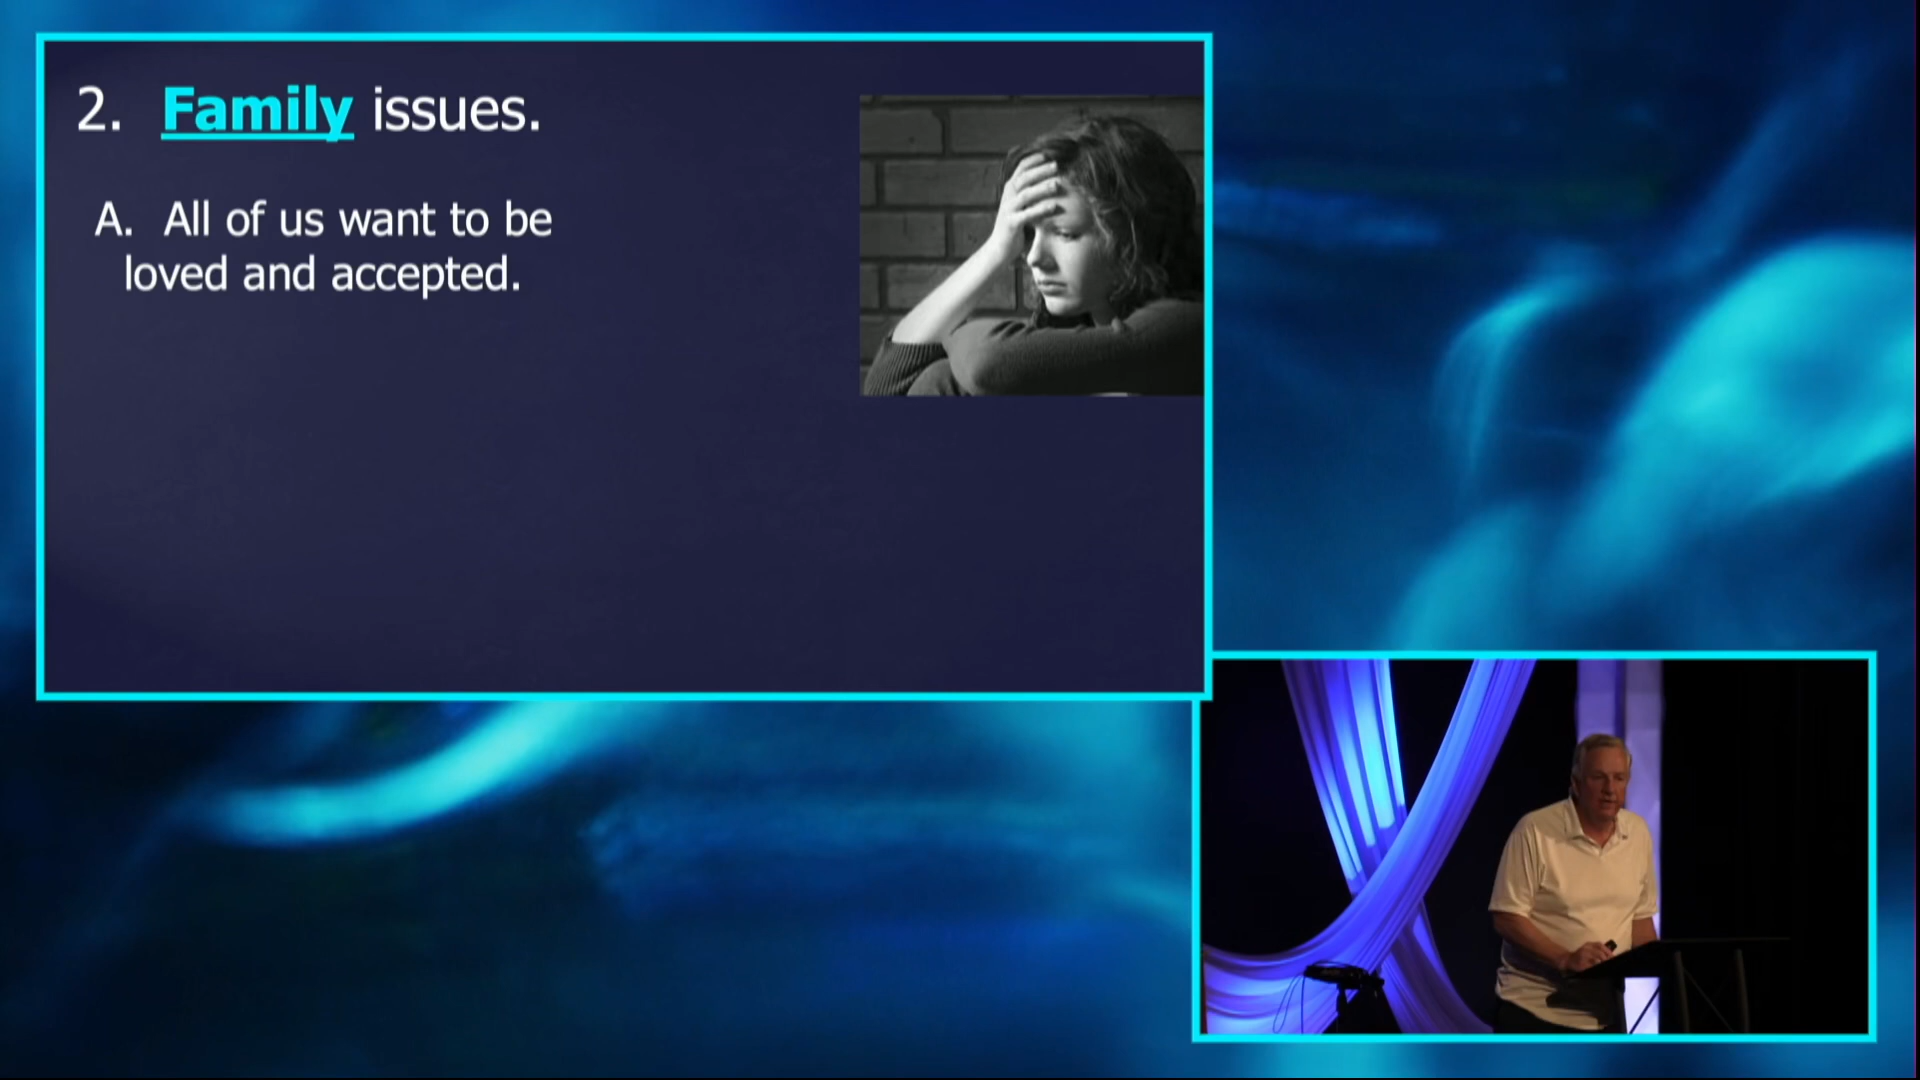 2. Family issues.
A. All of us want to be
loved and accepted.